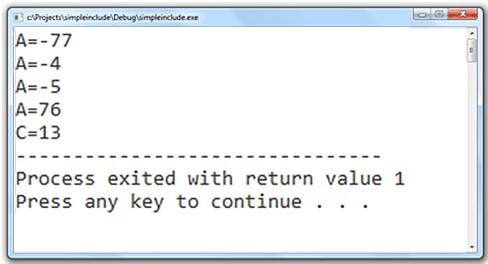 c:\Projects\simpleinclude\Debug\simpleinclude.exe
A=-77
A=-4
A=-5
A=76
C=13
--------------------------------
Process exited with return value 1
Press any key to continue . . .